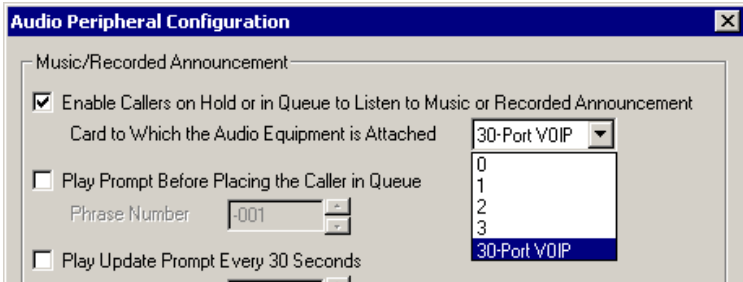 Audio Peripheral Configuration
Music/Recorded Announcement
Enable Callers on Hold or in Queue to Listen to Music or Recorded Announcement
Card to Which the Audio Equipment is Attached 30-Port VOIP
0
Play Prompt Before Placing the Caller in Queue 1
2
Phrase Number -001 3
30-Port VOIP
Play Update Prompt Every 30 Seconds